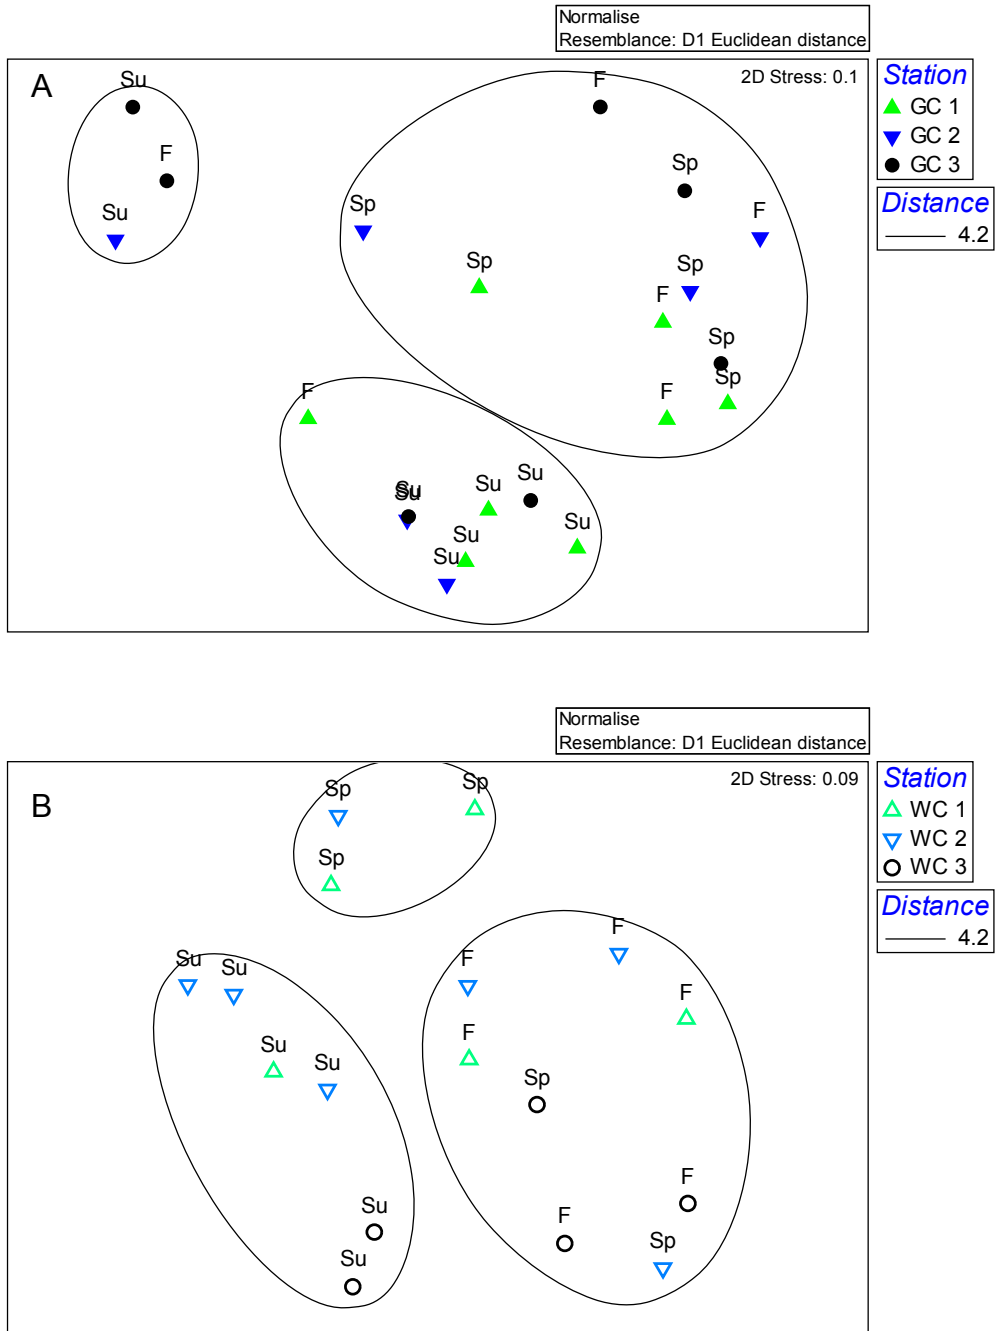 Normalise
Resemblance: D1 Euclidean distance
A
2D Stress: 0.1
Su
F
Su
F
Sp
Sp
F
Sp
Sp
F
Sp
Sp
F
F
Su
Su
Su
Su
Su
Su
Su
Station
GC 1
GC 2
GC 3
Distance
4.2
Normalise
Resemblance: D1 Euclidean distance
B
2D Stress: 0.09
Sp
Sp
Sp
F
F
Su
Su
F
F
Su
Su
Sp
F
Su
F
Su
Sp
Station
WC 1
WC 2
WC 3
Distance
4.2